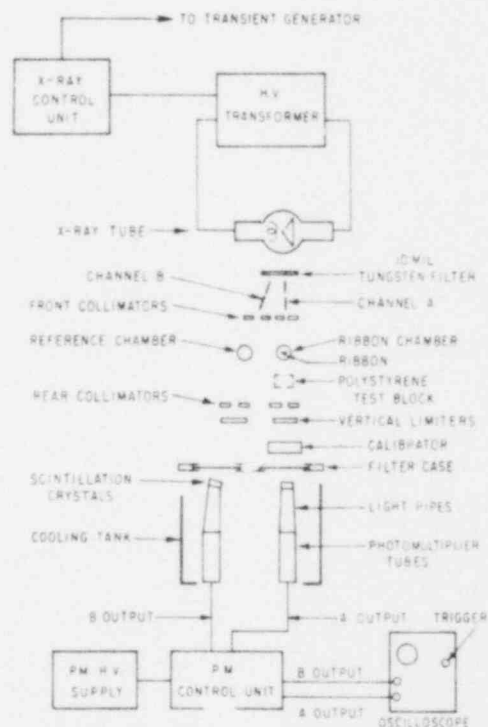 TO TRANSIENT GENERATOR
X-RAY
CONTROL
UNIT
H.V.
TRANSFORMER
X-RAY TUBE
10 MIL
TUNGSTEN FILTER
CHANNEL B
CHANNEL A
FRONT COLLIMATORS
REFERENCE CHAMBER
RIBBON CHAMBER
RIBBON
POLYSTYRENE
TEST BLOCK
REAR COLLIMATORS
VERTICAL LIMITERS
CALIBRATOR
FILTER CASE
SCINTILLATION
CRYSTALS
LIGHT PIPES
COOLING TANK
PHOTOMULTIPLIER
TUBES
B OUTPUT
A OUTPUT
TRIGGER
P.M. H.V.
SUPPLY
P.M.
CONTROL UNIT
B OUTPUT
A OUTPUT
OSCILLOSCOPE